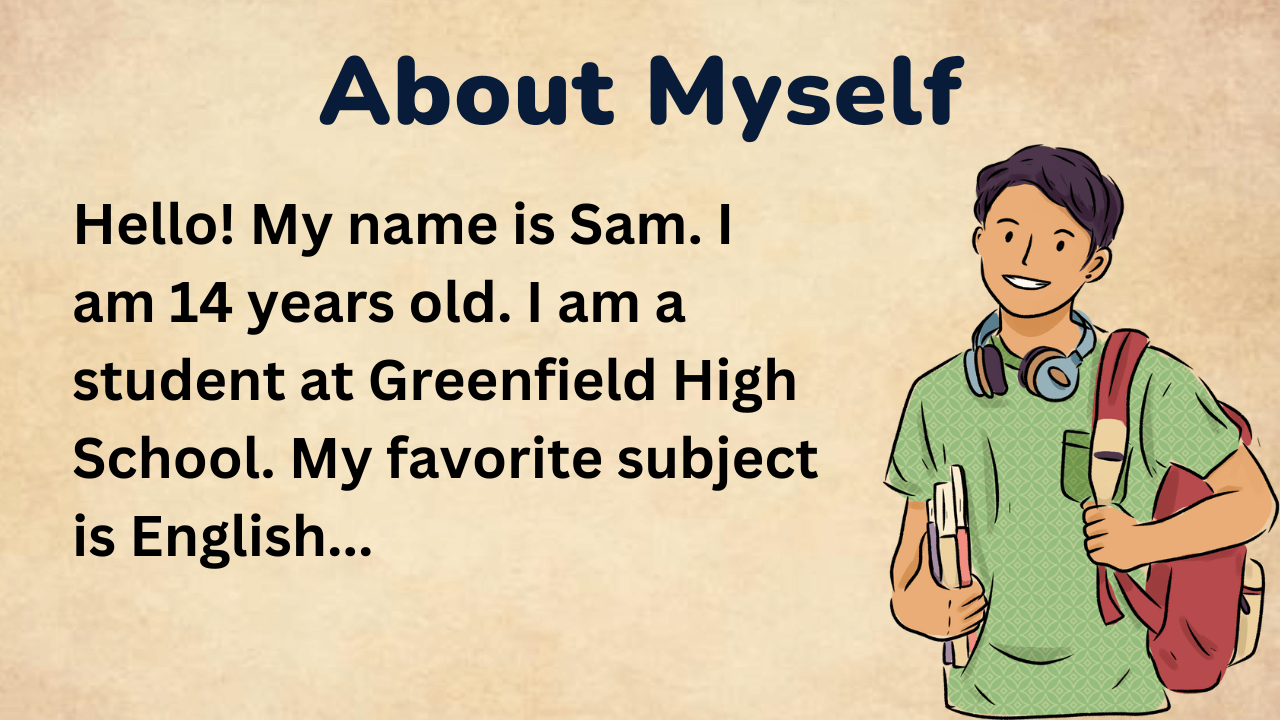 About Myself
Hello! My name is Sam. I
am 14 years old. I am a
student at Greenfield High
School. My favorite subject
is English...